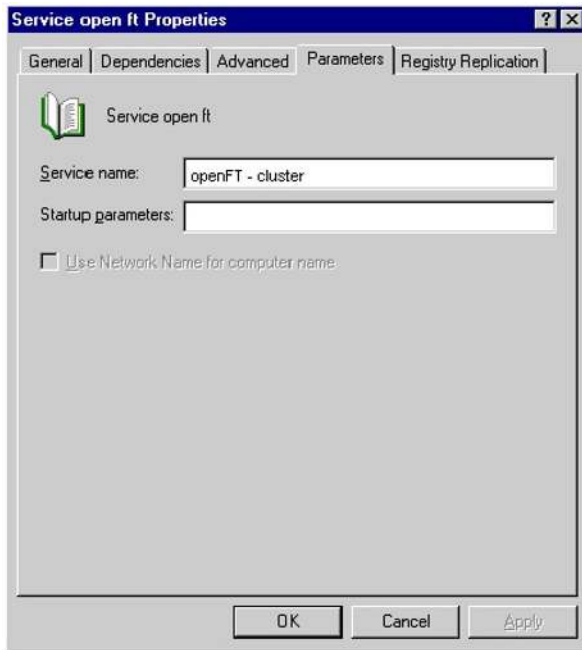 Service open ft Properties
General Dependencies Advanced Parameters Registry Replication
Service open ft
Service name: openFT - cluster
Startup parameters:
Use Network Name for computer name
OK Cancel Apply